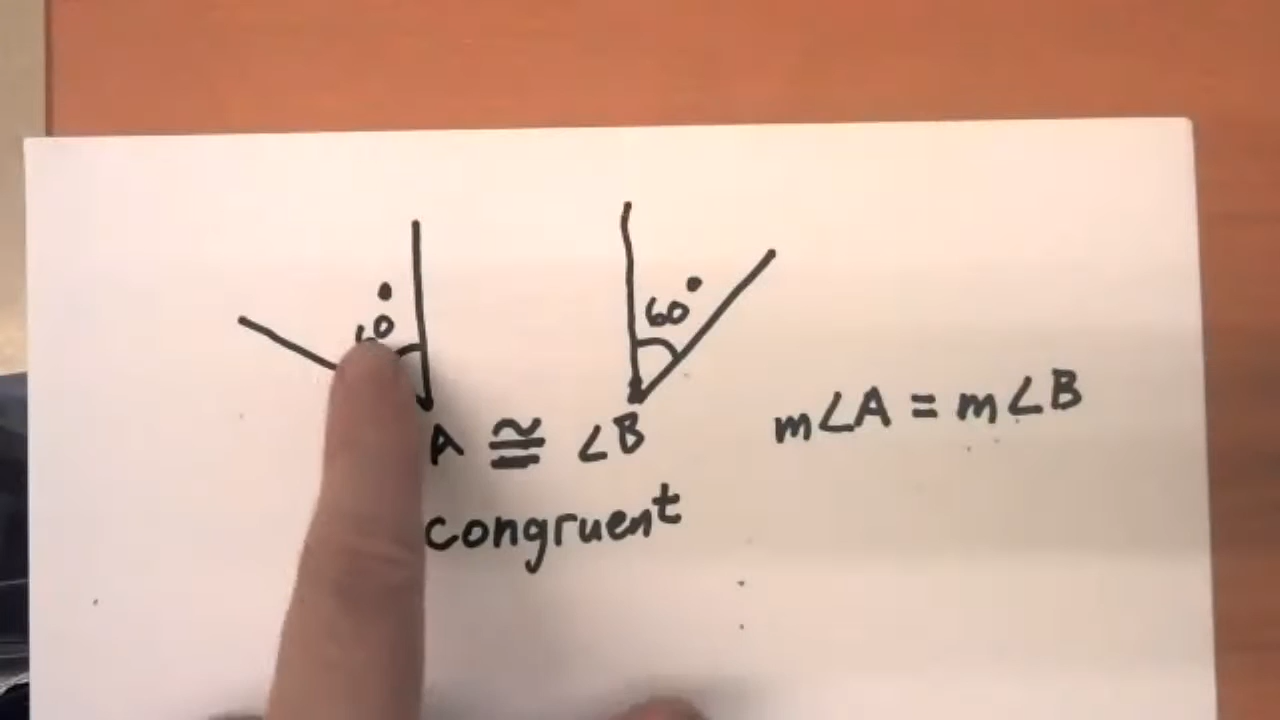 60°
A ≅ ∠B
m∠A = m∠B
congruent